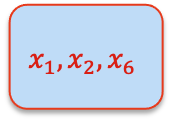 x₁, x₂, x₆